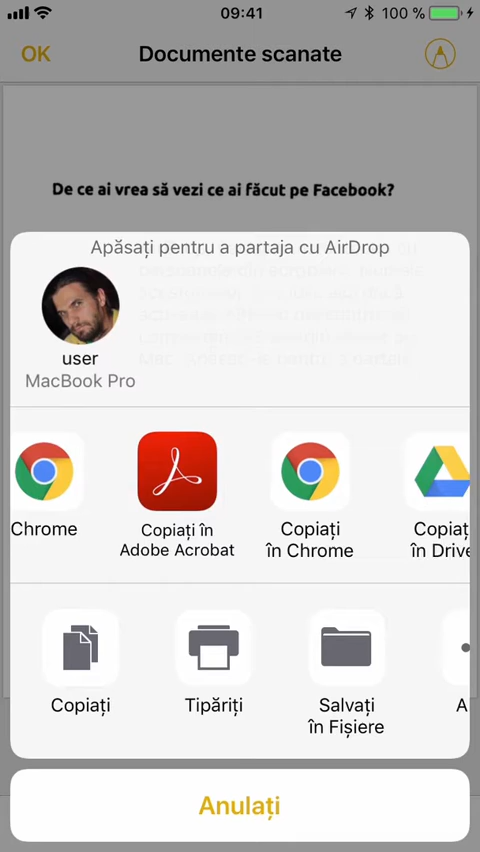 09:41
100 %
OK
Documente scanate
De ce ai vrea să vezi ce ai făcut pe Facebook?
Apăsați pentru a partaja cu AirDrop
user
MacBook Pro
Chrome
Copiați în
Adobe Acrobat
Copiați
în Chrome
Copiaț
în Drive
Copiați
Tipăriți
Salvați
în Fișiere
A
Anulați